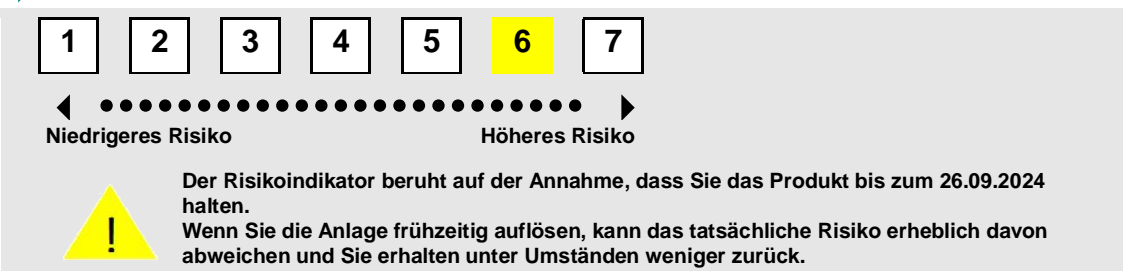 1 2 3 4 5 6 7
Niedrigeres Risiko Höheres Risiko
!
Der Risikoindikator beruht auf der Annahme, dass Sie das Produkt bis zum 26.09.2024
halten.
Wenn Sie die Anlage frühzeitig auflösen, kann das tatsächliche Risiko erheblich davon
abweichen und Sie erhalten unter Umständen weniger zurück.